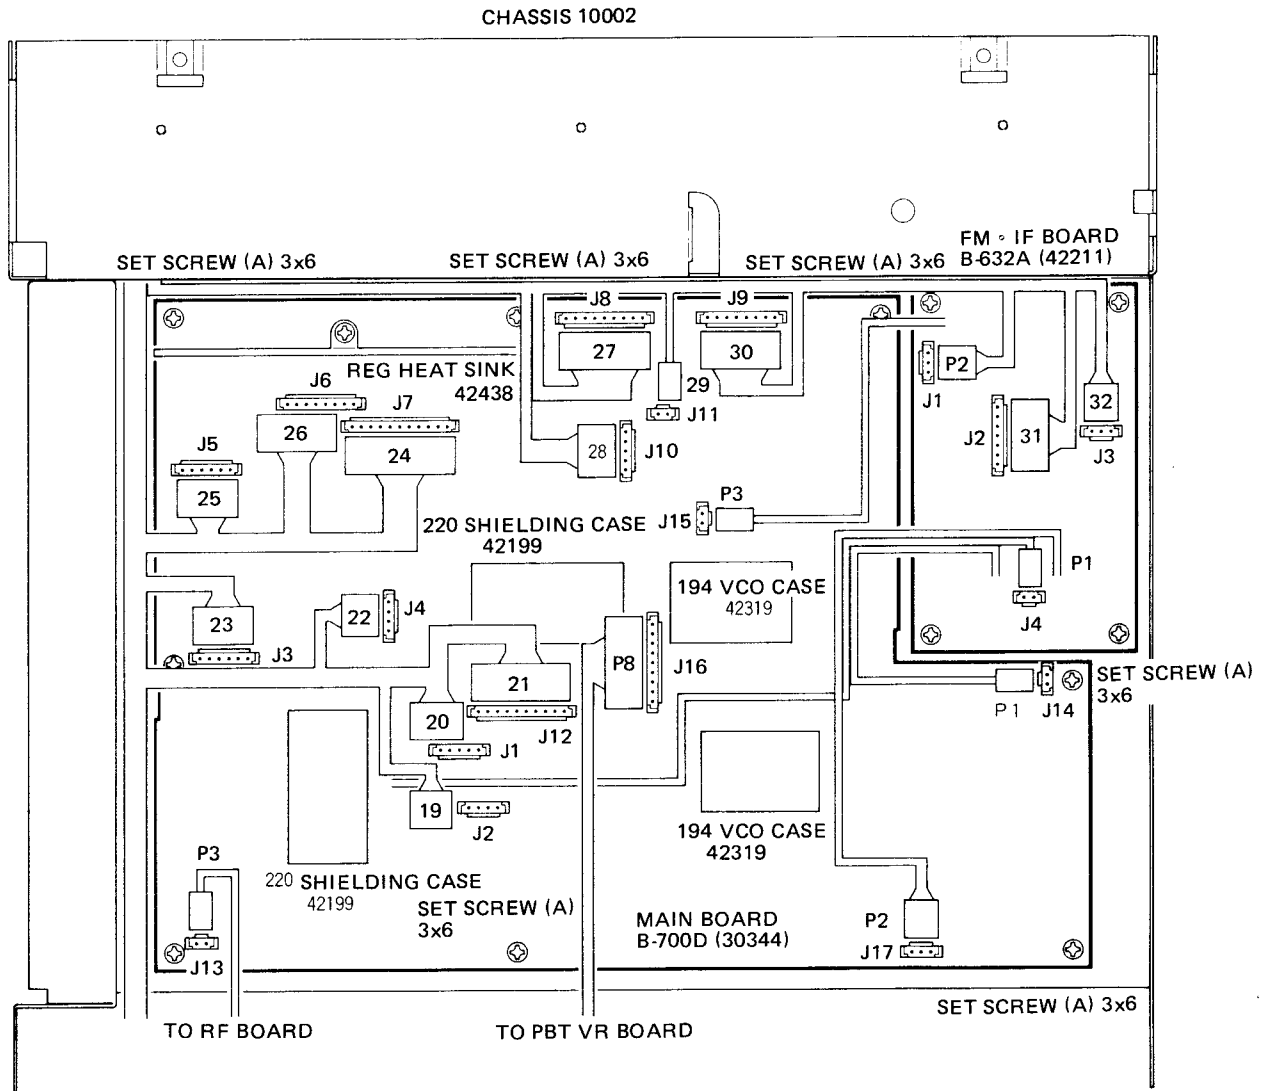 CHASSIS 10002
FM · IF BOARD
B-632A (42211)
SET SCREW (A) 3x6
SET SCREW (A) 3x6
SET SCREW (A) 3x6
J8
J9
27
30
29
J11
REG HEAT SINK
42438
J6
J7
26
24
J5
25
28
J10
P2
J1
32
J3
J2
31
P3
J15
220 SHIELDING CASE
42199
194 VCO CASE
42319
P1
J4
22
J4
23
J3
P8
J16
21
20
J12
J1
SET SCREW (A)
3x6
P1
J14
19
J2
194 VCO CASE
42319
P3
220 SHIELDING CASE
42199
SET SCREW (A)
3x6
MAIN BOARD
B-700D (30344)
P2
J17
J13
SET SCREW (A) 3x6
TO RF BOARD
TO PBT VR BOARD